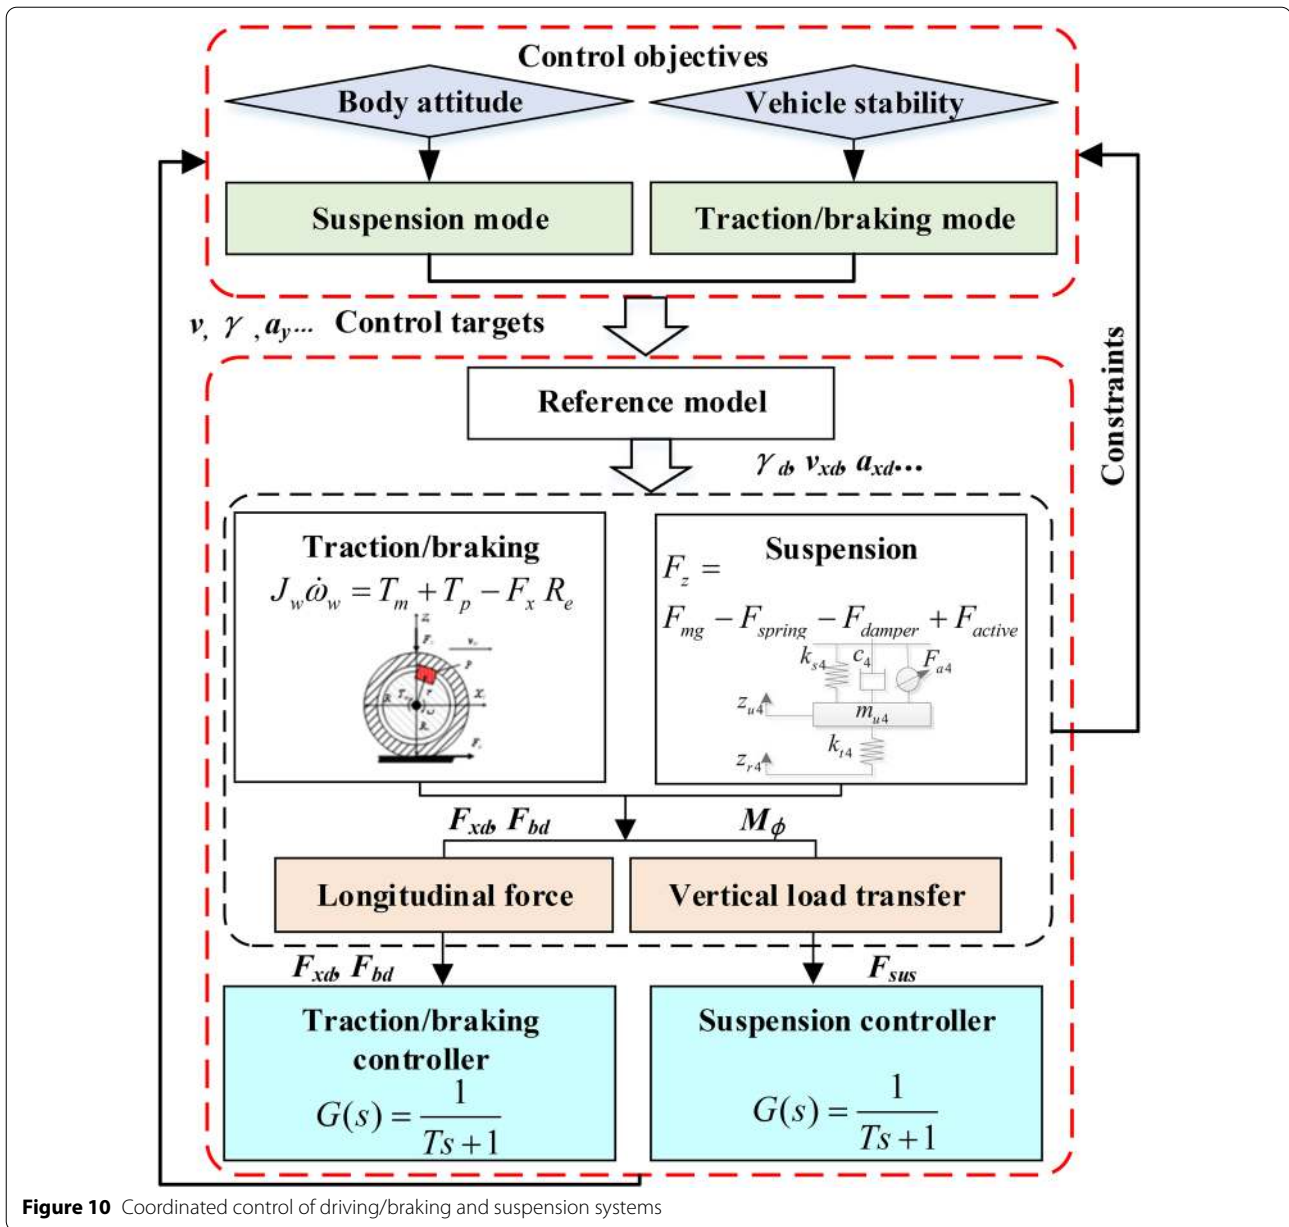 Control objectives
Body attitude
Vehicle stability
Suspension mode
Traction/braking mode
v, γ, a_y... Control targets
Constraints
Reference model
γ_d, v_xd, a_xd...
Traction/braking
J_w ω̇_w = T_m + T_p − F_x R_e
Suspension
F_z =
F_mg − F_spring − F_damper + F_active
k_s4 c_4 F_a4
z_u4 m_u4
k_t4
z_r4
F_xd, F_bd M_ϕ
Longitudinal force
Vertical load transfer
F_xd, F_bd F_sus
Traction/braking
controller
G(s) = 1/(Ts + 1)
Suspension controller
G(s) = 1/(Ts + 1)
Figure 10 Coordinated control of driving/braking and suspension systems